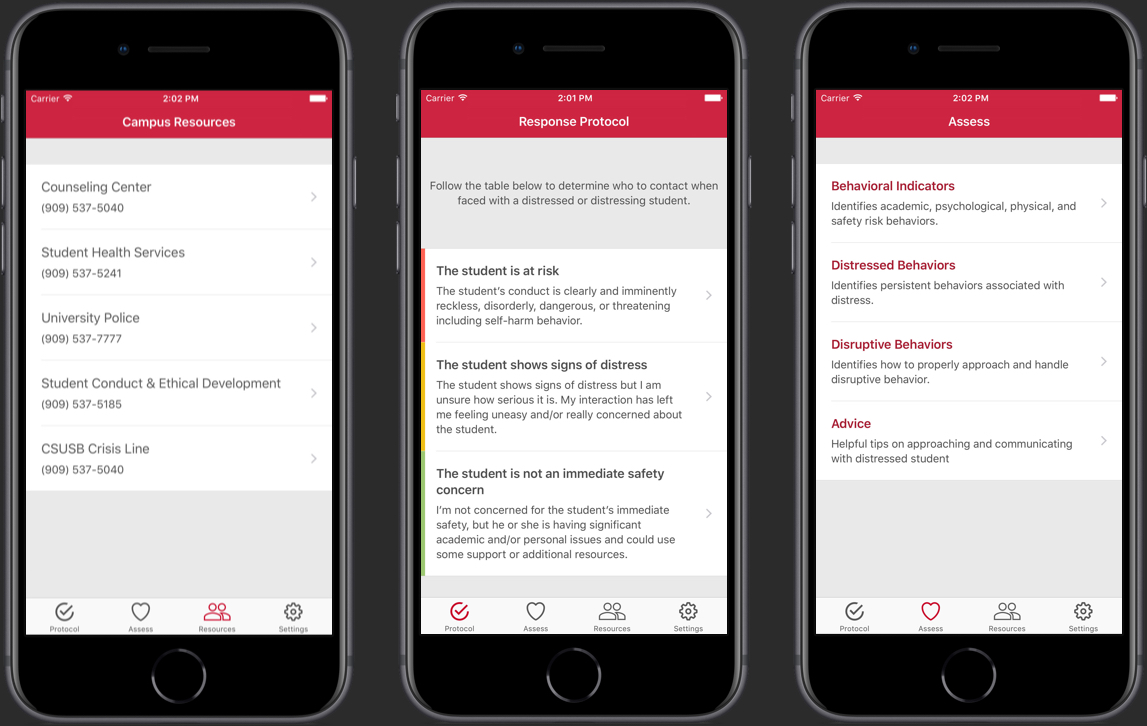 Carrier 2:02 PM
Campus Resources
Counseling Center
(909) 537-5040
Student Health Services
(909) 537-5241
University Police
(909) 537-7777
Student Conduct & Ethical Development
(909) 537-5185
CSUSB Crisis Line
(909) 537-5040
Protocol Assess Resources Settings
Carrier 2:01 PM
Response Protocol
Follow the table below to determine who to contact when
faced with a distressed or distressing student.
The student is at risk
The student's conduct is clearly and imminently
reckless, disorderly, dangerous, or threatening
including self-harm behavior.
The student shows signs of distress
The student shows signs of distress but I am
unsure how serious it is. My interaction has left
me feeling uneasy and/or really concerned about
the student.
The student is not an immediate safety
concern
I'm not concerned for the student's immediate
safety, but he or she is having significant
academic and/or personal issues and could use
some support or additional resources.
Protocol Assess Resources Settings
Carrier 2:02 PM
Assess
Behavioral Indicators
Identifies academic, psychological, physical, and
safety risk behaviors.
Distressed Behaviors
Identifies persistent behaviors associated with
distress.
Disruptive Behaviors
Identifies how to properly approach and handle
disruptive behavior.
Advice
Helpful tips on approaching and communicating
with distressed student
Protocol Assess Resources Settings